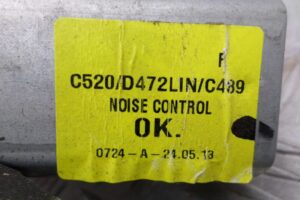 F
C520/D472LIN/C489
NOISE CONTROL
OK.
0724-A-24.05.13